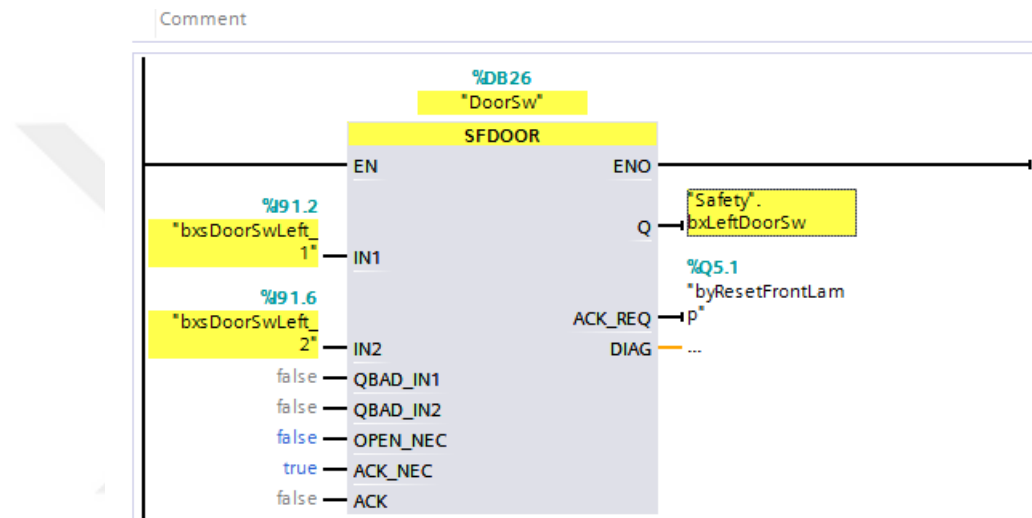 Comment
%DB26
"DoorSw"
SFDOOR
EN
ENO
%I91.2
"bxsDoorSwLeft_
1"
IN1
"Safety".
bxLeftDoorSw
Q
%Q5.1
"byResetFrontLam
p"
ACK_REQ
%I91.6
"bxsDoorSwLeft_
2"
IN2
DIAG
...
false
QBAD_IN1
false
QBAD_IN2
false
OPEN_NEC
true
ACK_NEC
false
ACK